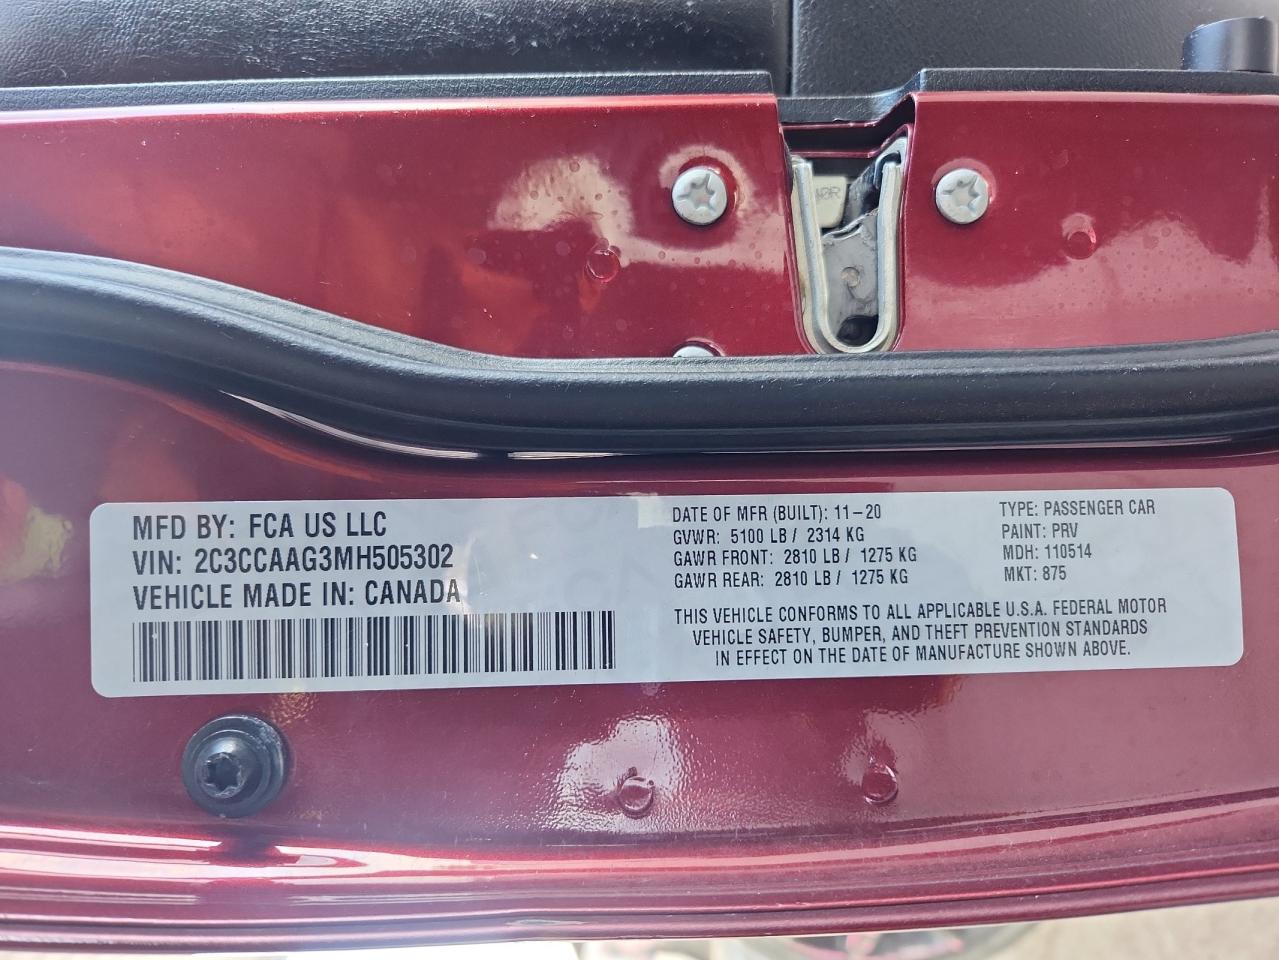 MFD BY: FCA US LLC
VIN: 2C3CCAAG3MH505302
VEHICLE MADE IN: CANADA
DATE OF MFR (BUILT): 11-20
GVWR: 5100 LB / 2314 KG
GAWR FRONT: 2810 LB / 1275 KG
GAWR REAR: 2810 LB / 1275 KG
TYPE: PASSENGER CAR
PAINT: PRV
MDH: 110514
MKT: 875
THIS VEHICLE CONFORMS TO ALL APPLICABLE U.S.A. FEDERAL MOTOR
VEHICLE SAFETY, BUMPER, AND THEFT PREVENTION STANDARDS
IN EFFECT ON THE DATE OF MANUFACTURE SHOWN ABOVE.